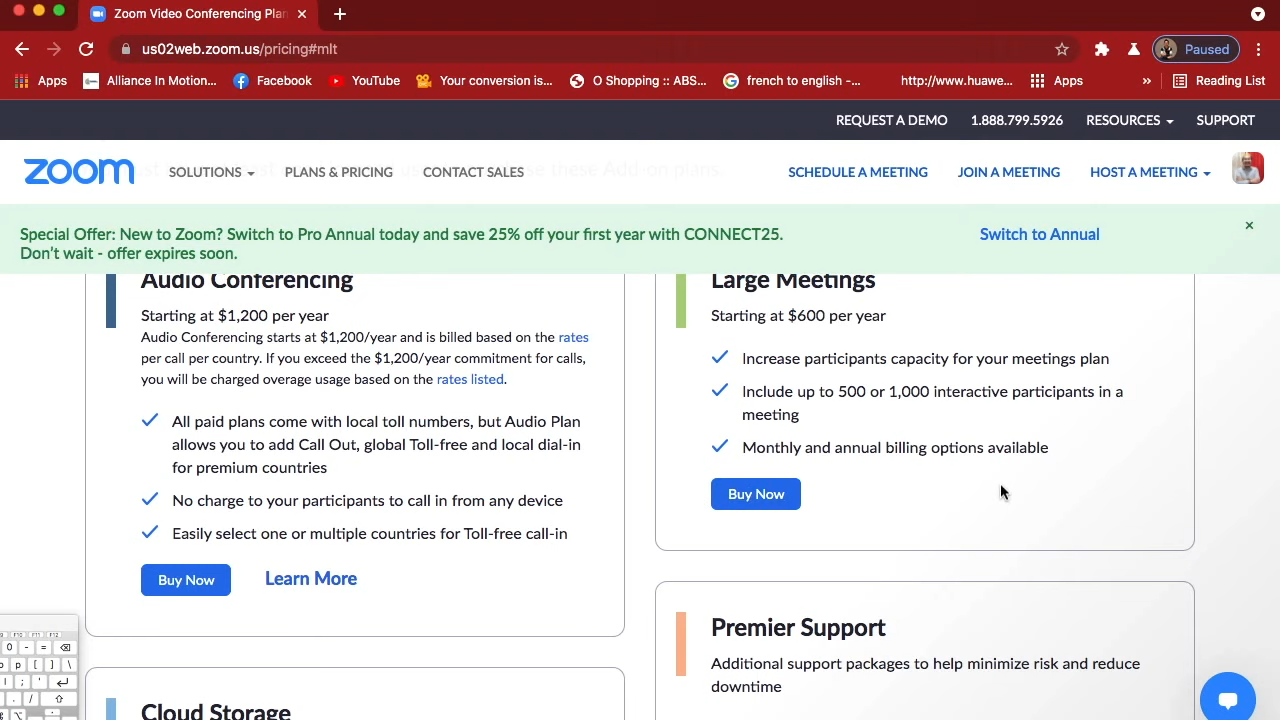 Zoom Video Conferencing Plan
us02web.zoom.us/pricing#mlt
Paused
Apps
Alliance In Motion...
Facebook
YouTube
Your conversion is...
O Shopping :: ABS...
french to english -...
http://www.huawe...
Apps
»
Reading List
REQUEST A DEMO
1.888.799.5926
RESOURCES
SUPPORT
zoom
SOLUTIONS
PLANS & PRICING
CONTACT SALES
SCHEDULE A MEETING
JOIN A MEETING
HOST A MEETING
Special Offer: New to Zoom? Switch to Pro Annual today and save 25% off your first year with CONNECT25.
Don't wait - offer expires soon.
Switch to Annual
Audio Conferencing
Starting at $1,200 per year
Audio Conferencing starts at $1,200/year and is billed based on the rates
per call per country. If you exceed the $1,200/year commitment for calls,
you will be charged overage usage based on the rates listed.
All paid plans come with local toll numbers, but Audio Plan
allows you to add Call Out, global Toll-free and local dial-in
for premium countries
No charge to your participants to call in from any device
Easily select one or multiple countries for Toll-free call-in
Buy Now
Learn More
Cloud Storage
Large Meetings
Starting at $600 per year
Increase participants capacity for your meetings plan
Include up to 500 or 1,000 interactive participants in a
meeting
Monthly and annual billing options available
Buy Now
Premier Support
Additional support packages to help minimize risk and reduce
downtime
F10 F11 F12
0 - =
p [ ] \
; '
. /